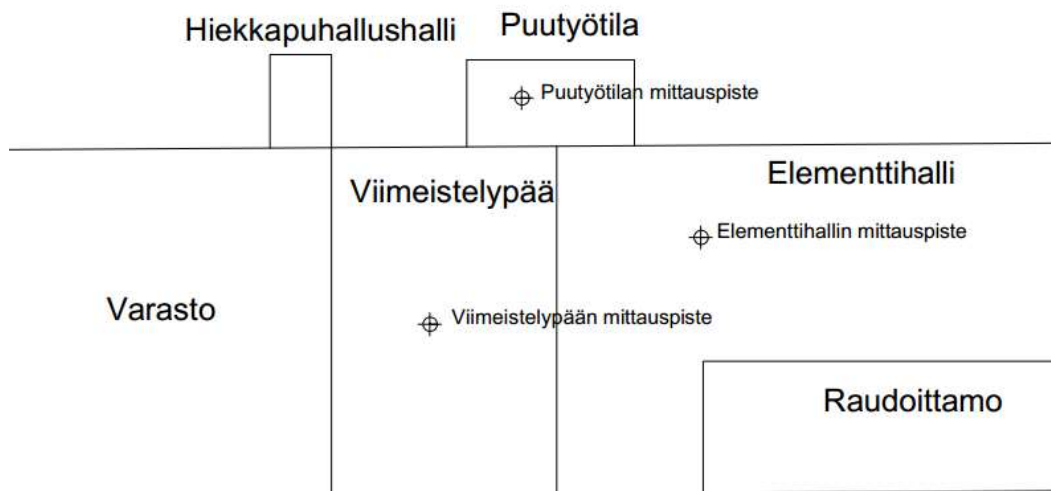 Hiekkapuhallushalli
Puutyötila
Puutyötilan mittauspiste
Viimeistelypää
Elementtihalli
Elementtihallin mittauspiste
Varasto
Viimeistelypään mittauspiste
Raudoittamo